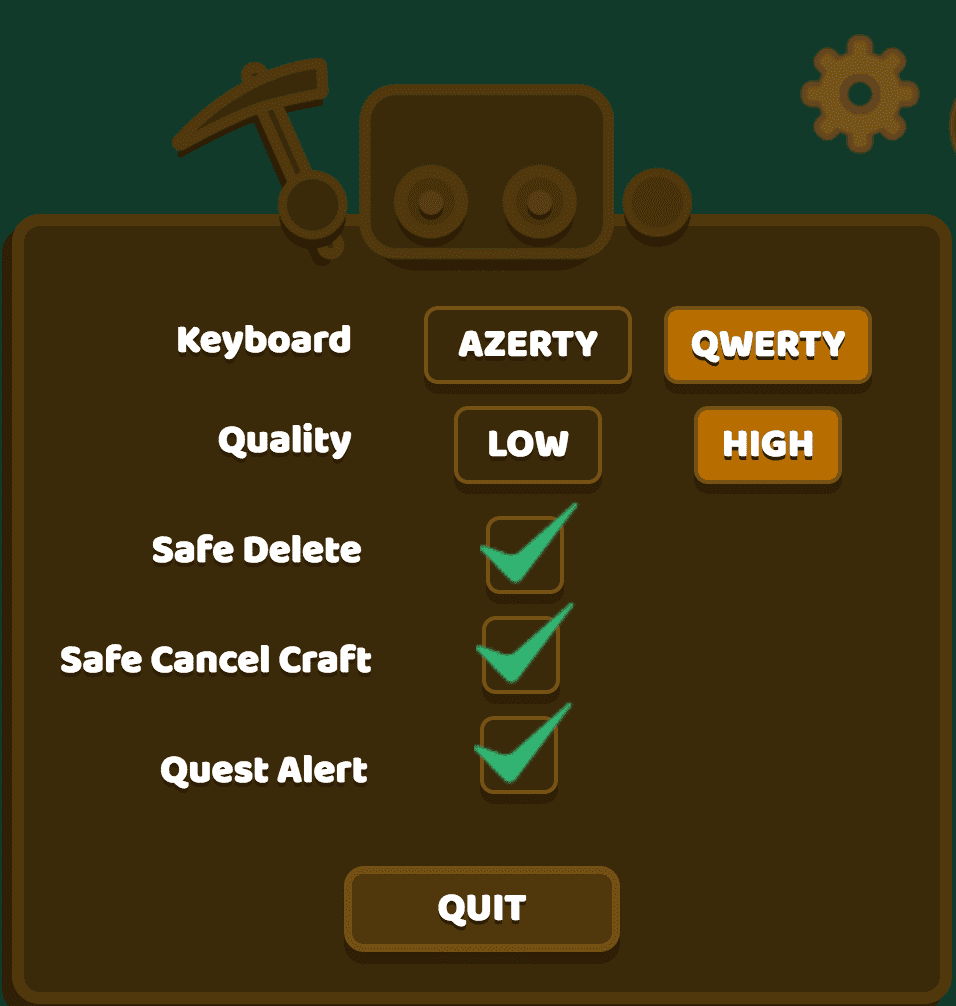 Keyboard AZERTY QWERTY
Quality LOW HIGH
Safe Delete
Safe Cancel Craft
Quest Alert
QUIT